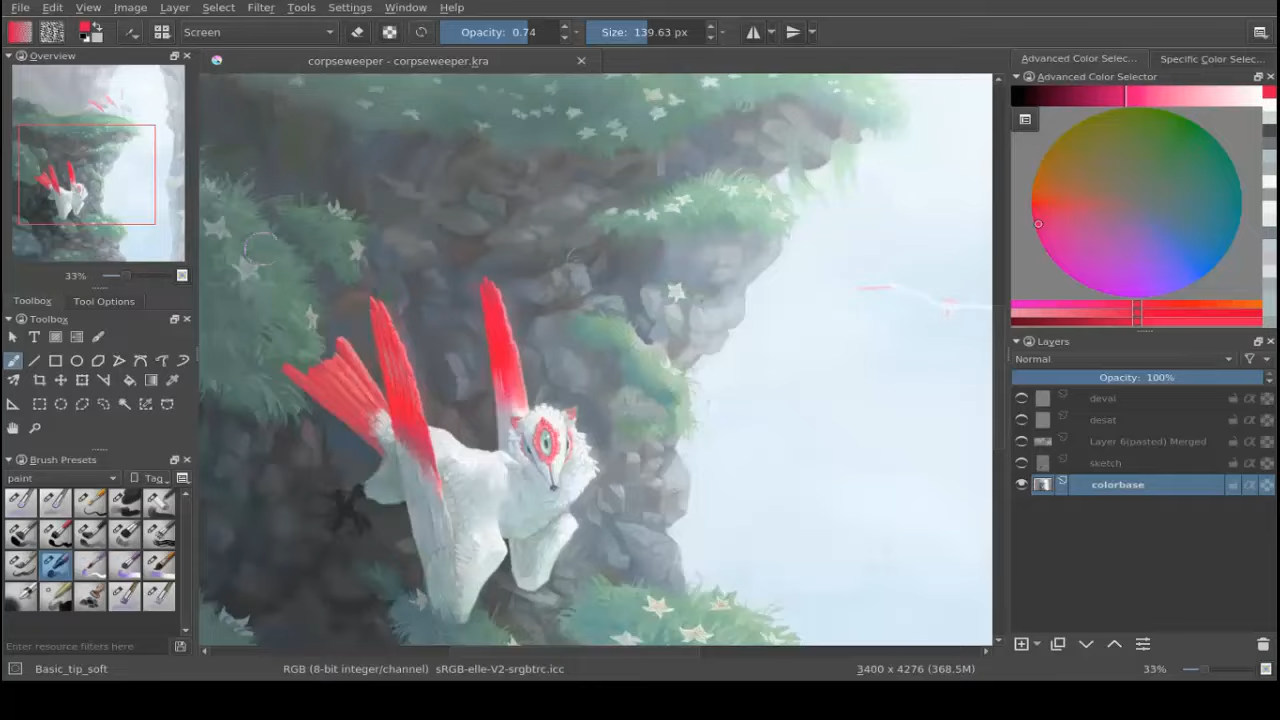 File Edit View Image Layer Select Filter Tools Settings Window Help
Screen Opacity: 0.74 Size: 139.63 px
Overview
corpseweeper - corpseweeper.kra
Advanced Color Selec... Specific Color Selec...
Advanced Color Selector
33%
Toolbox Tool Options
Toolbox
Layers
Normal
Opacity: 100%
deval
desat
Layer 6(pasted) Merged
sketch
colorbase
Brush Presets
paint Tag
Enter resource filters here
Basic_tip_soft RGB (8-bit integer/channel) sRGB-elle-V2-srgbtrc.icc 3400 x 4276 (368.5M) 33%